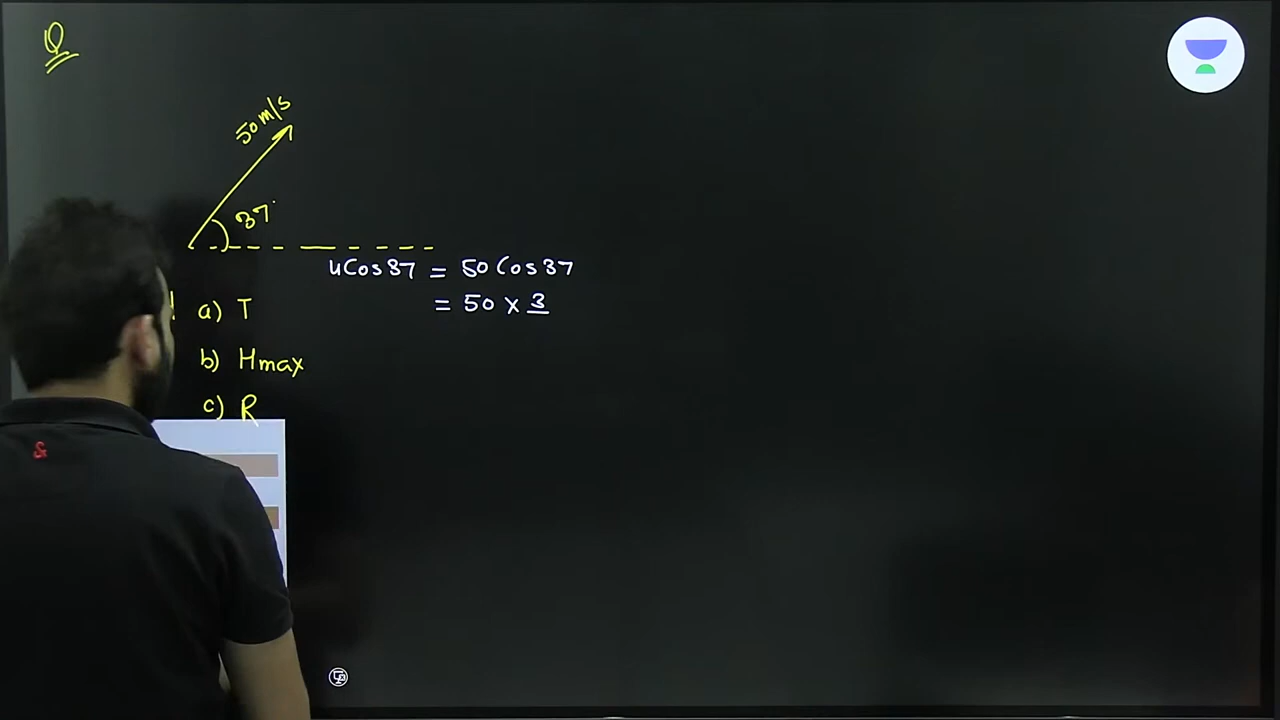 Q
50 m/s
37°
uCos37 = 50 Cos37
= 50 × 3
! a) T
b) Hmax
c) R
&